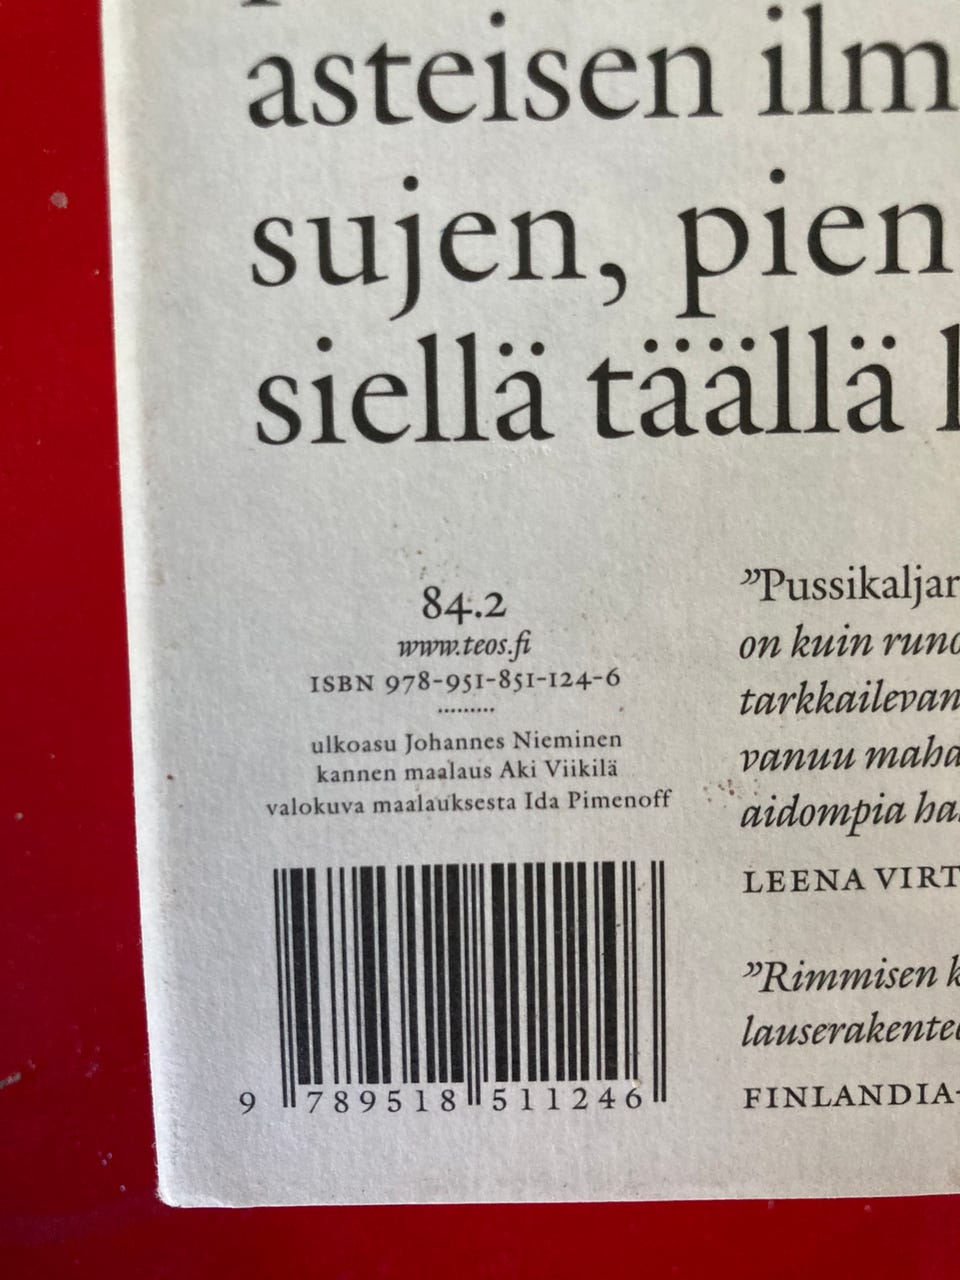 asteisen ilm
sujen, pien
siellä täällä l
84.2
www.teos.fi
ISBN 978-951-851-124-6
.........
ulkoasu Johannes Nieminen
kannen maalaus Aki Viikilä
valokuva maalauksesta Ida Pimenoff
9 789518 511246
”Pussikaljar
on kuin runo
tarkkailevan
vanuu maha
aidompia ha
LEENA VIRT
”Rimmisen k
lauserakentee
FINLANDIA-